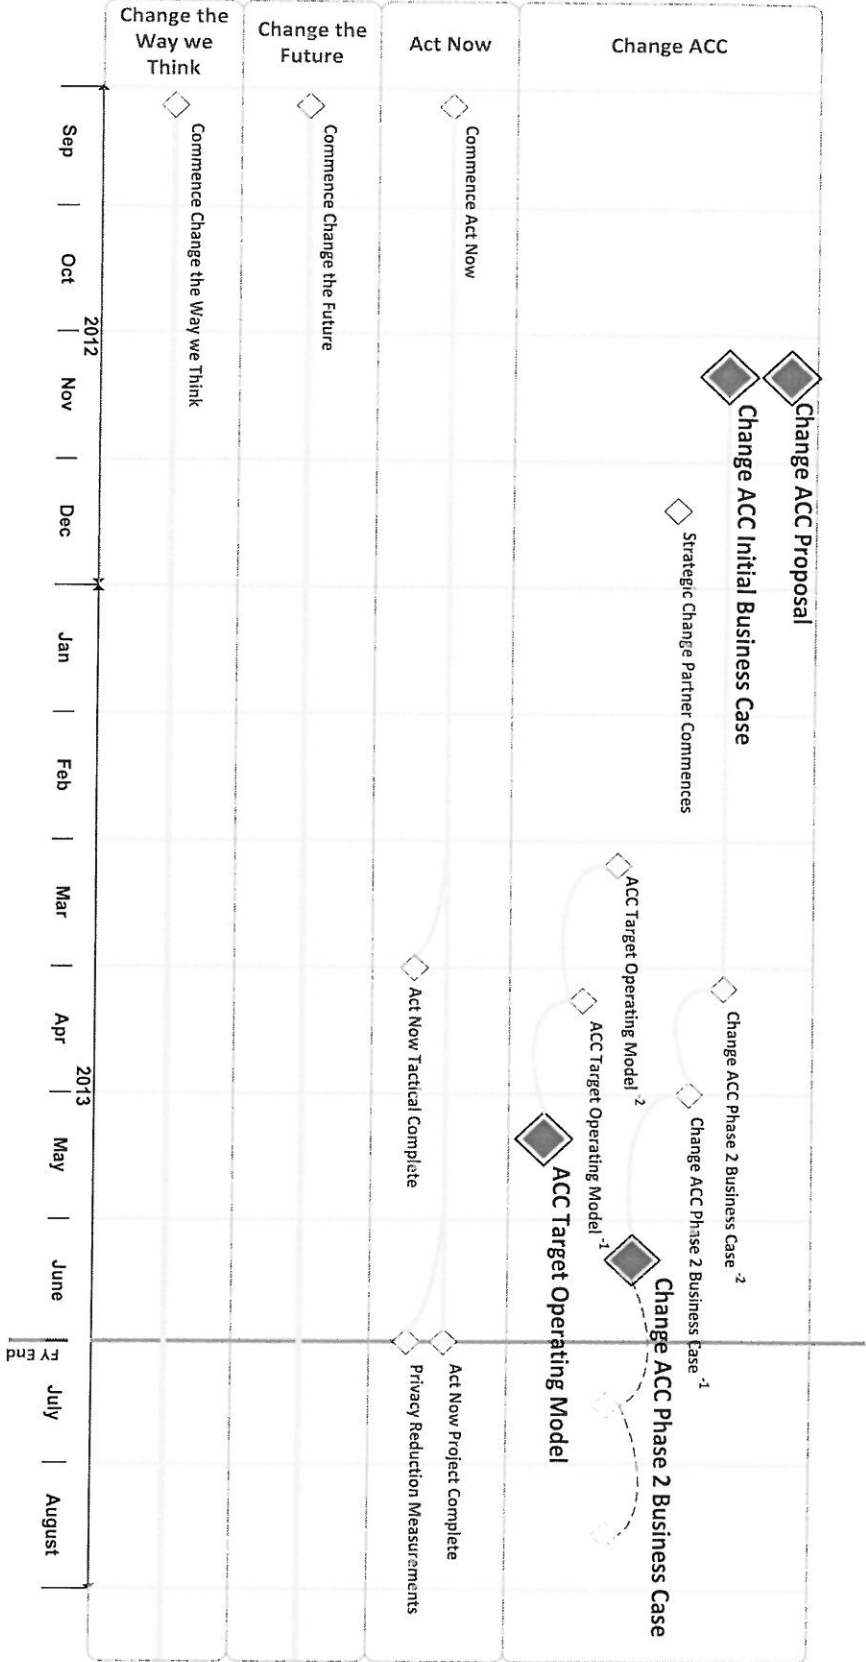 Change the
Way we
Think
Change the
Future
Act Now
Change ACC
Change ACC Proposal
Change ACC Initial Business Case
Strategic Change Partner Commences
Change ACC Phase 2 Business Case -2
Change ACC Phase 2 Business Case -1
Change ACC Phase 2 Business Case
ACC Target Operating Model -2
ACC Target Operating Model -1
ACC Target Operating Model
Commence Act Now
Act Now Tactical Complete
Act Now Project Complete
Privacy Reduction Measurements
Commence Change the Future
Commence Change the Way we Think
2012
2013
Sep
Oct
Nov
Dec
Jan
Feb
Mar
Apr
May
June
July
August
FY End